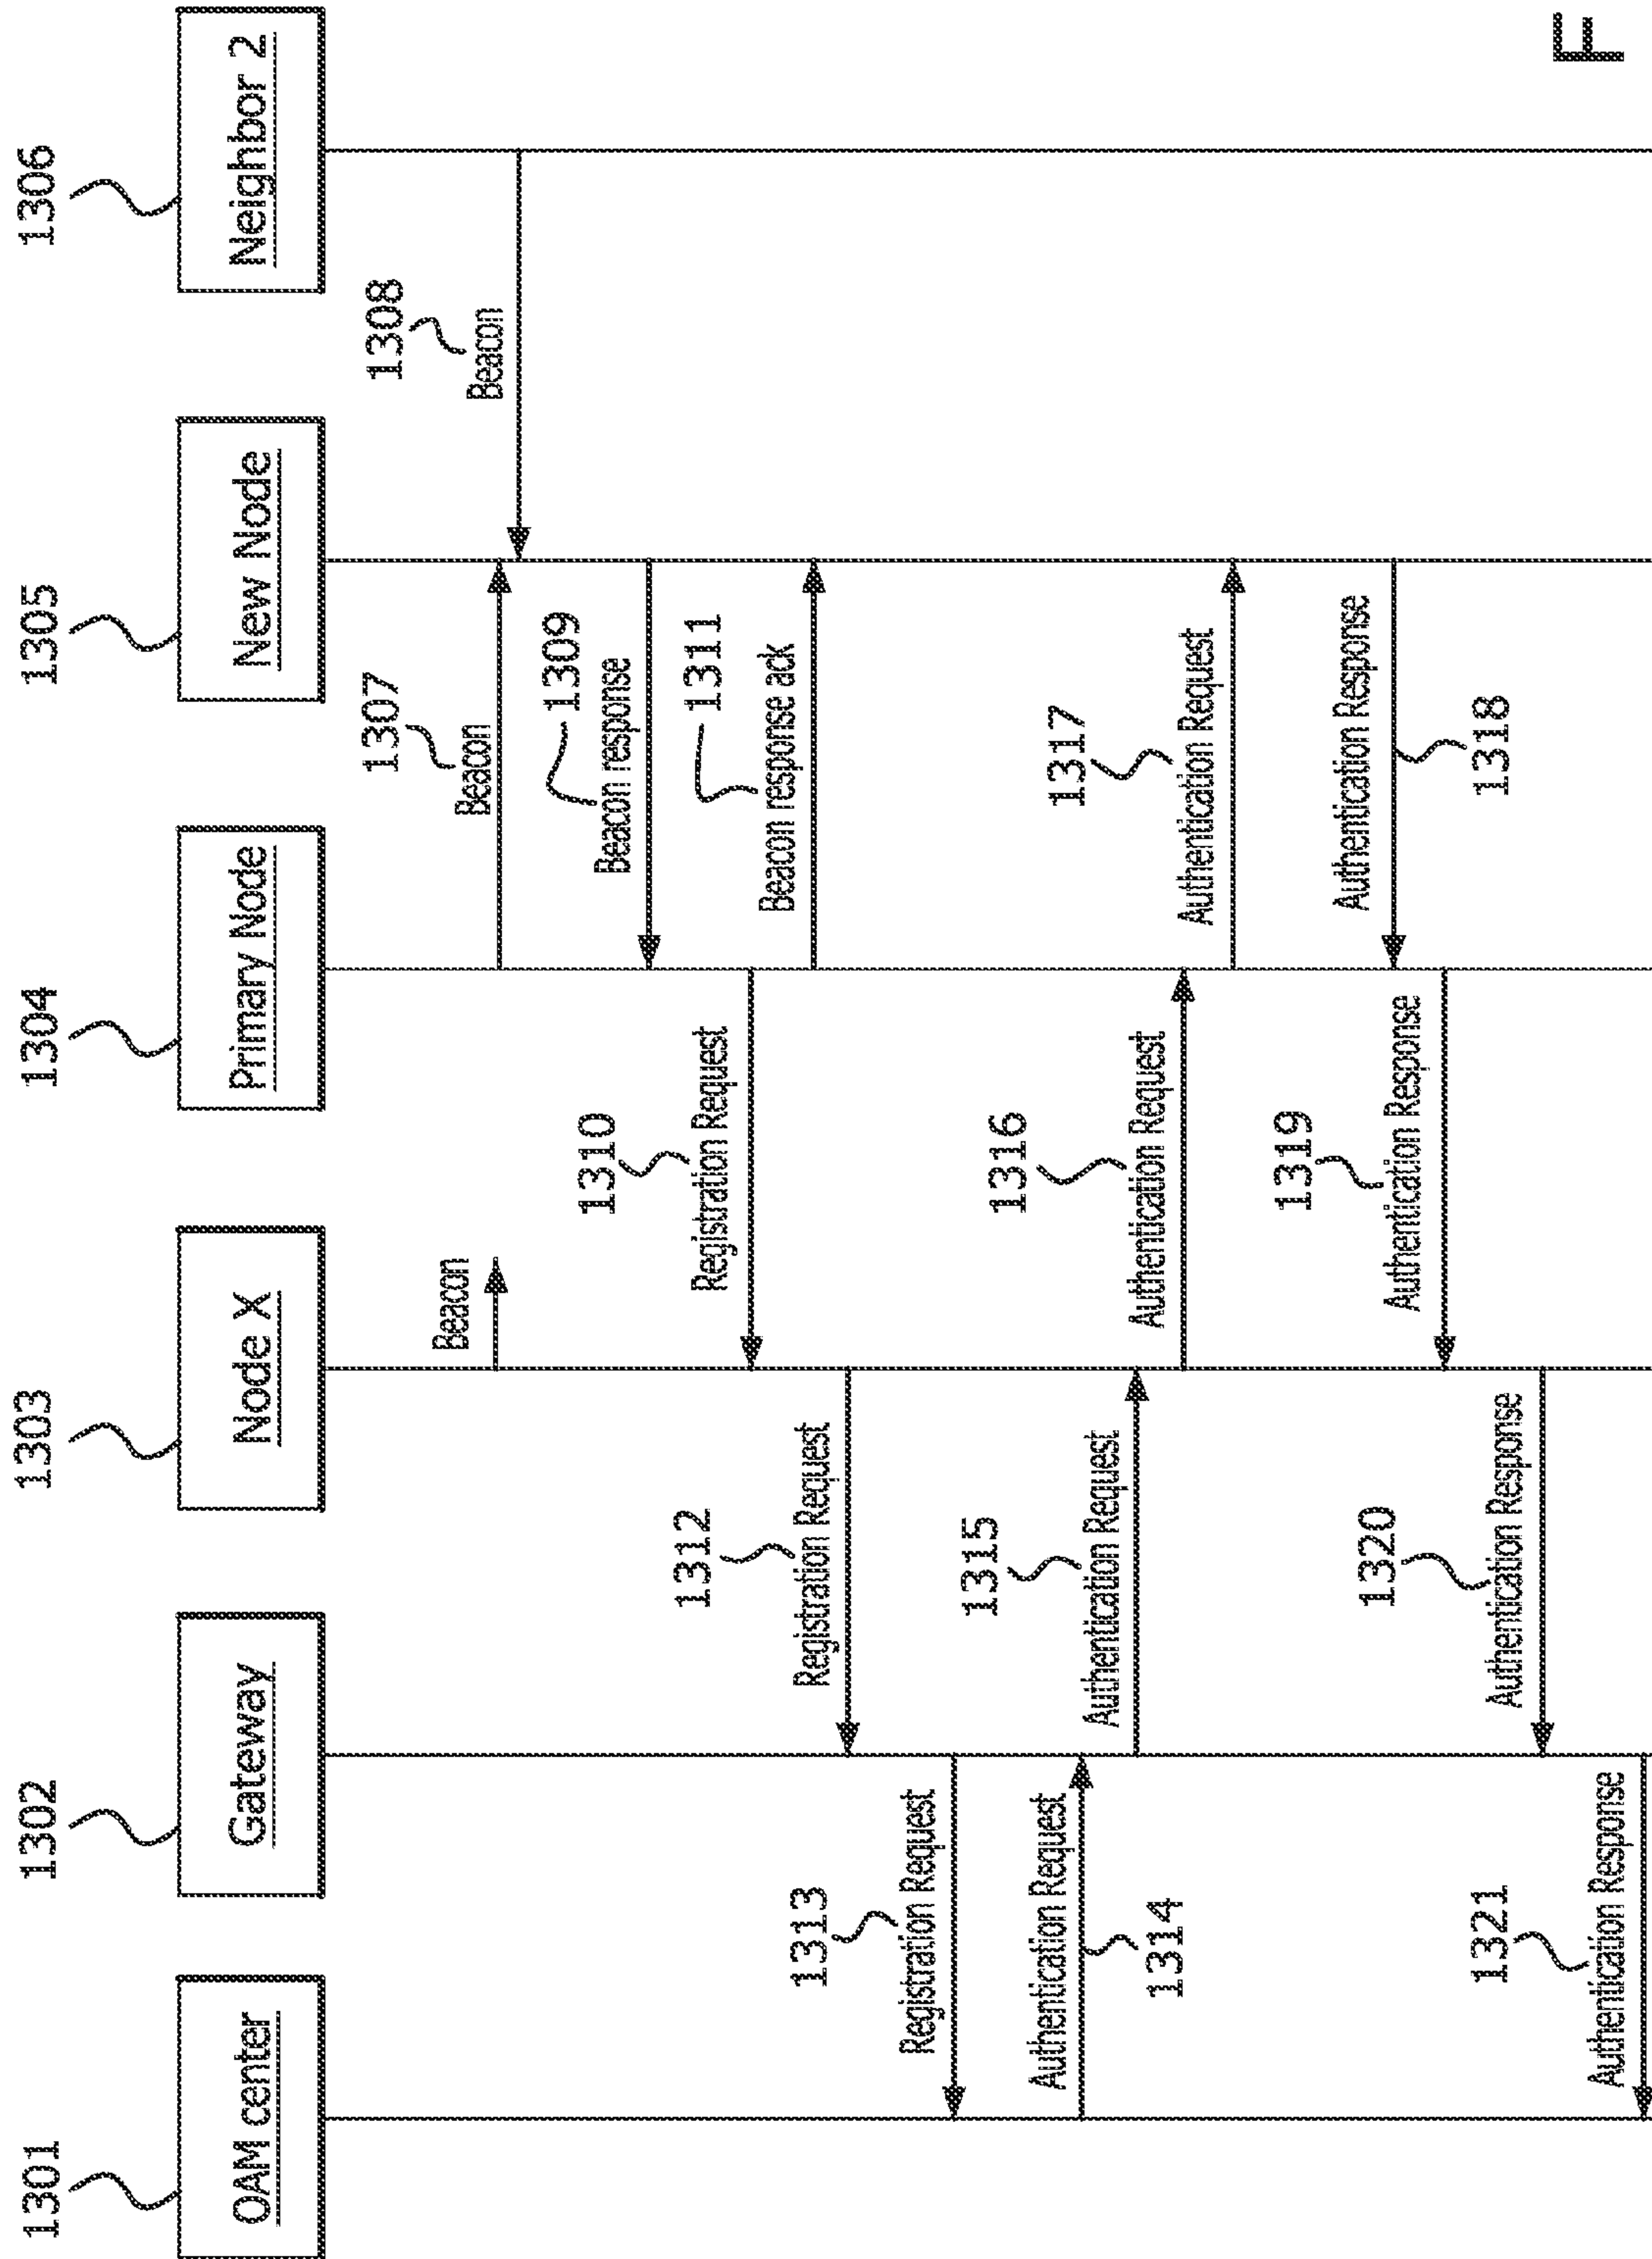 1301
OAM center
1302
Gateway
1303
Node X
1304
Primary Node
1305
New Node
1306
Neighbor 2
Beacon
1307
Beacon
1308
Beacon
1309
Beacon response
1310
Registration Request
1311
Beacon response ack
1312
Registration Request
1313
Registration Request
Authentication Request
1314
1315
Authentication Request
1316
Authentication Request
1317
Authentication Request
Authentication Response
1318
1319
Authentication Response
1320
Authentication Response
1321
Authentication Response
F